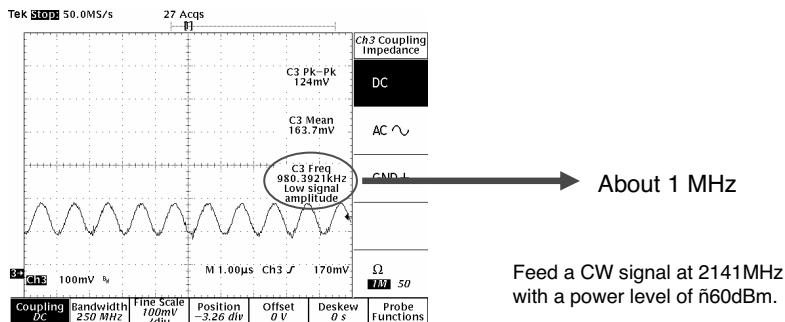 Tek Stop: 50.0MS/s 27 Acqs
Ch3 Coupling
Impedance
C3 Pk–Pk
124mV
DC
C3 Mean
163.7mV
AC
C3 Freq
980.3921kHz
Low signal
amplitude
GND
About 1 MHz
3→
Ch3 100mV BW
M 1.00µs Ch3 ∫ 170mV
Ω
1M 50
Feed a CW signal at 2141MHz
with a power level of ñ60dBm.
Coupling
DC
Bandwidth
250 MHz
Fine Scale
100mV
/div
Position
−3.26 div
Offset
0 V
Deskew
0 s
Probe
Functions